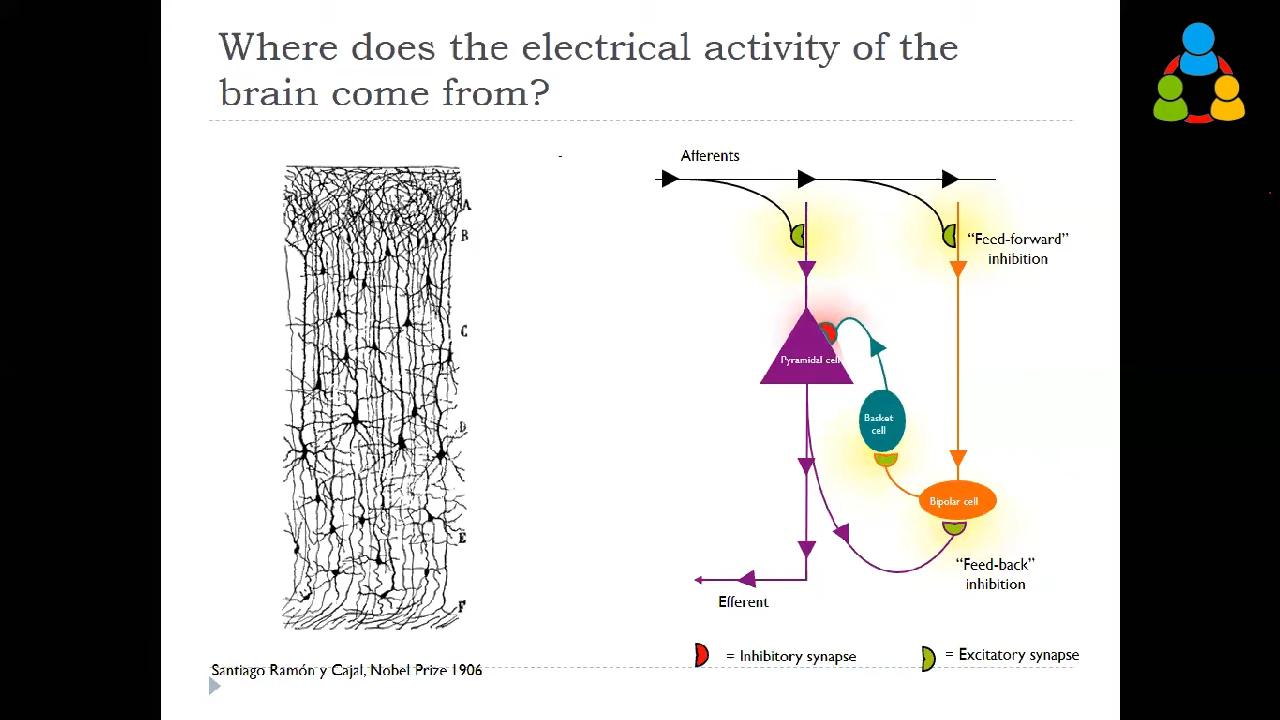 Where does the electrical activity of the
brain come from?
Afferents
A
B
C
D
E
F
"Feed-forward"
inhibition
Pyramidal cell
Basket
cell
Bipolar cell
"Feed-back"
inhibition
Efferent
= Inhibitory synapse
= Excitatory synapse
Santiago Ramón y Cajal, Nobel Prize 1906